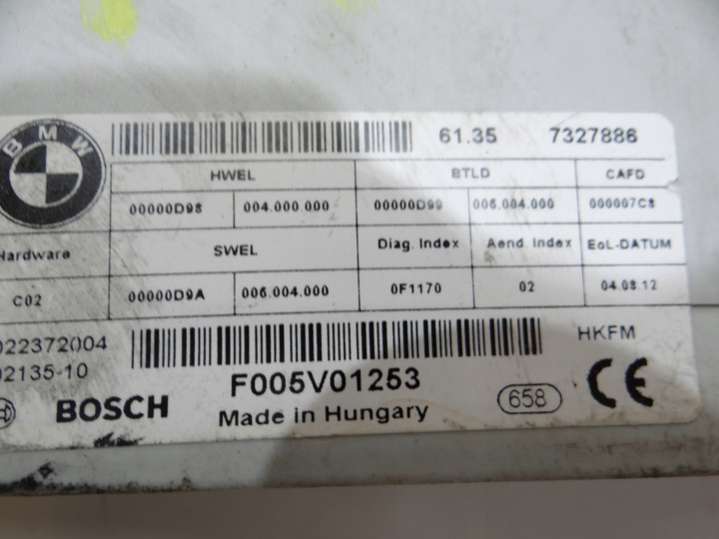 BMW
61.35 7327886
HWEL BTLD CAFD
00000D98 004.000.000 00000D99 006.004.000 000007C8
Hardware SWEL Diag. Index Aend. Index EoL-DATUM
C02 00000D9A 006.004.000 0F1170 02 04.08.12
022372004 HKFM
02135-10 F005V01253
BOSCH Made in Hungary 658 CE